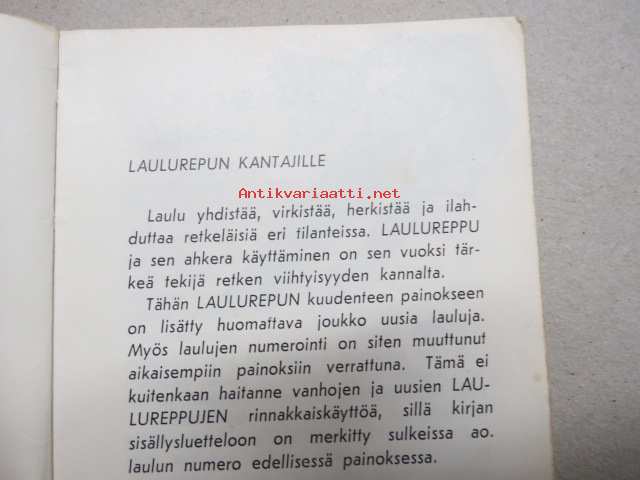 LAULUREPUN KANTAJILLE
Antikvariaatti.net
Laulu yhdistää, virkistää, herkistää ja ilah-
duttaa retkeläisiä eri tilanteissa. LAULUREPPU
ja sen ahkera käyttäminen on sen vuoksi tär-
keä tekijä retken viihtyisyyden kannalta.
Tähän LAULUREPUN kuudenteen painokseen
on lisätty huomattava joukko uusia lauluja.
Myös laulujen numerointi on siten muuttunut
aikaisempiin painoksiin verrattuna. Tämä ei
kuitenkaan haitanne vanhojen ja uusien LAU-
LUREPPUJEN rinnakkaiskäyttöä, sillä kirjan
sisällysluetteloon on merkitty sulkeissa ao.
laulun numero edellisessä painoksessa.